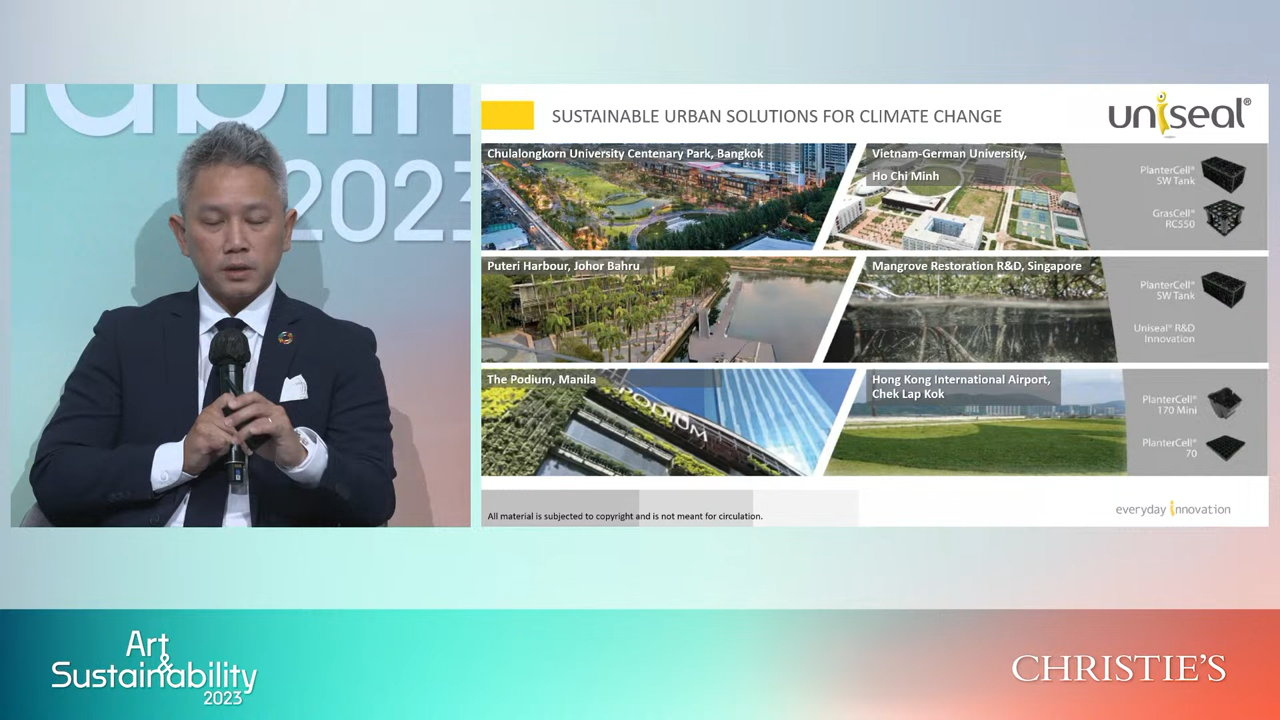 2023
SUSTAINABLE URBAN SOLUTIONS FOR CLIMATE CHANGE
uniseal®
Chulalongkorn University Centenary Park, Bangkok
Vietnam-German University,
Ho Chi Minh
PlanterCell®
SW Tank
GrasCell®
RC550
Puteri Harbour, Johor Bahru
Mangrove Restoration R&D, Singapore
PlanterCell®
SW Tank
Uniseal® R&D
Innovation
The Podium, Manila
PODIUM
Hong Kong International Airport,
Chek Lap Kok
PlanterCell®
170 Mini
PlanterCell®
70
All material is subjected to copyright and is not meant for circulation.
everyday innovation
Art
&
Sustainability
2023
CHRISTIE'S